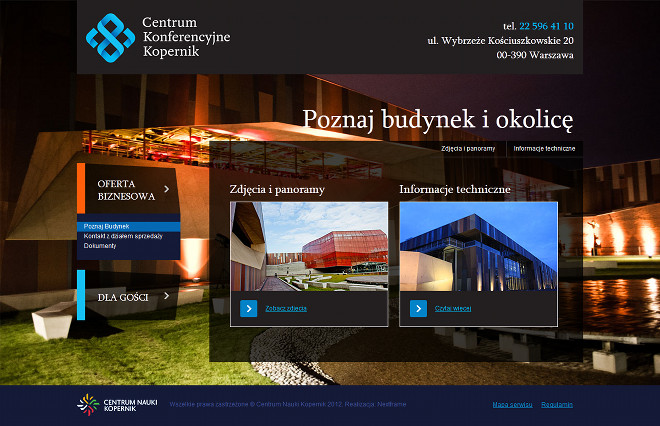 Centrum
Konferencyjne
Kopernik
tel. 22 596 41 10
ul. Wybrzeże Kościuszkowskie 20
00-390 Warszawa
Poznaj budynek i okolicę
Zdjęcia i panoramy
Informacje techniczne
OFERTA
BIZNESOWA
Poznaj Budynek
Kontakt z działem sprzedaży
Dokumenty
DLA GOŚCI
Zdjęcia i panoramy
Informacje techniczne
Zobacz zdjęcia
Czytaj więcej
CENTRUM NAUKI
KOPERNIK
Wszelkie prawa zastrzeżone © Centrum Nauki Kopernik 2012. Realizacja:
Mapa serwisu
Regulamin